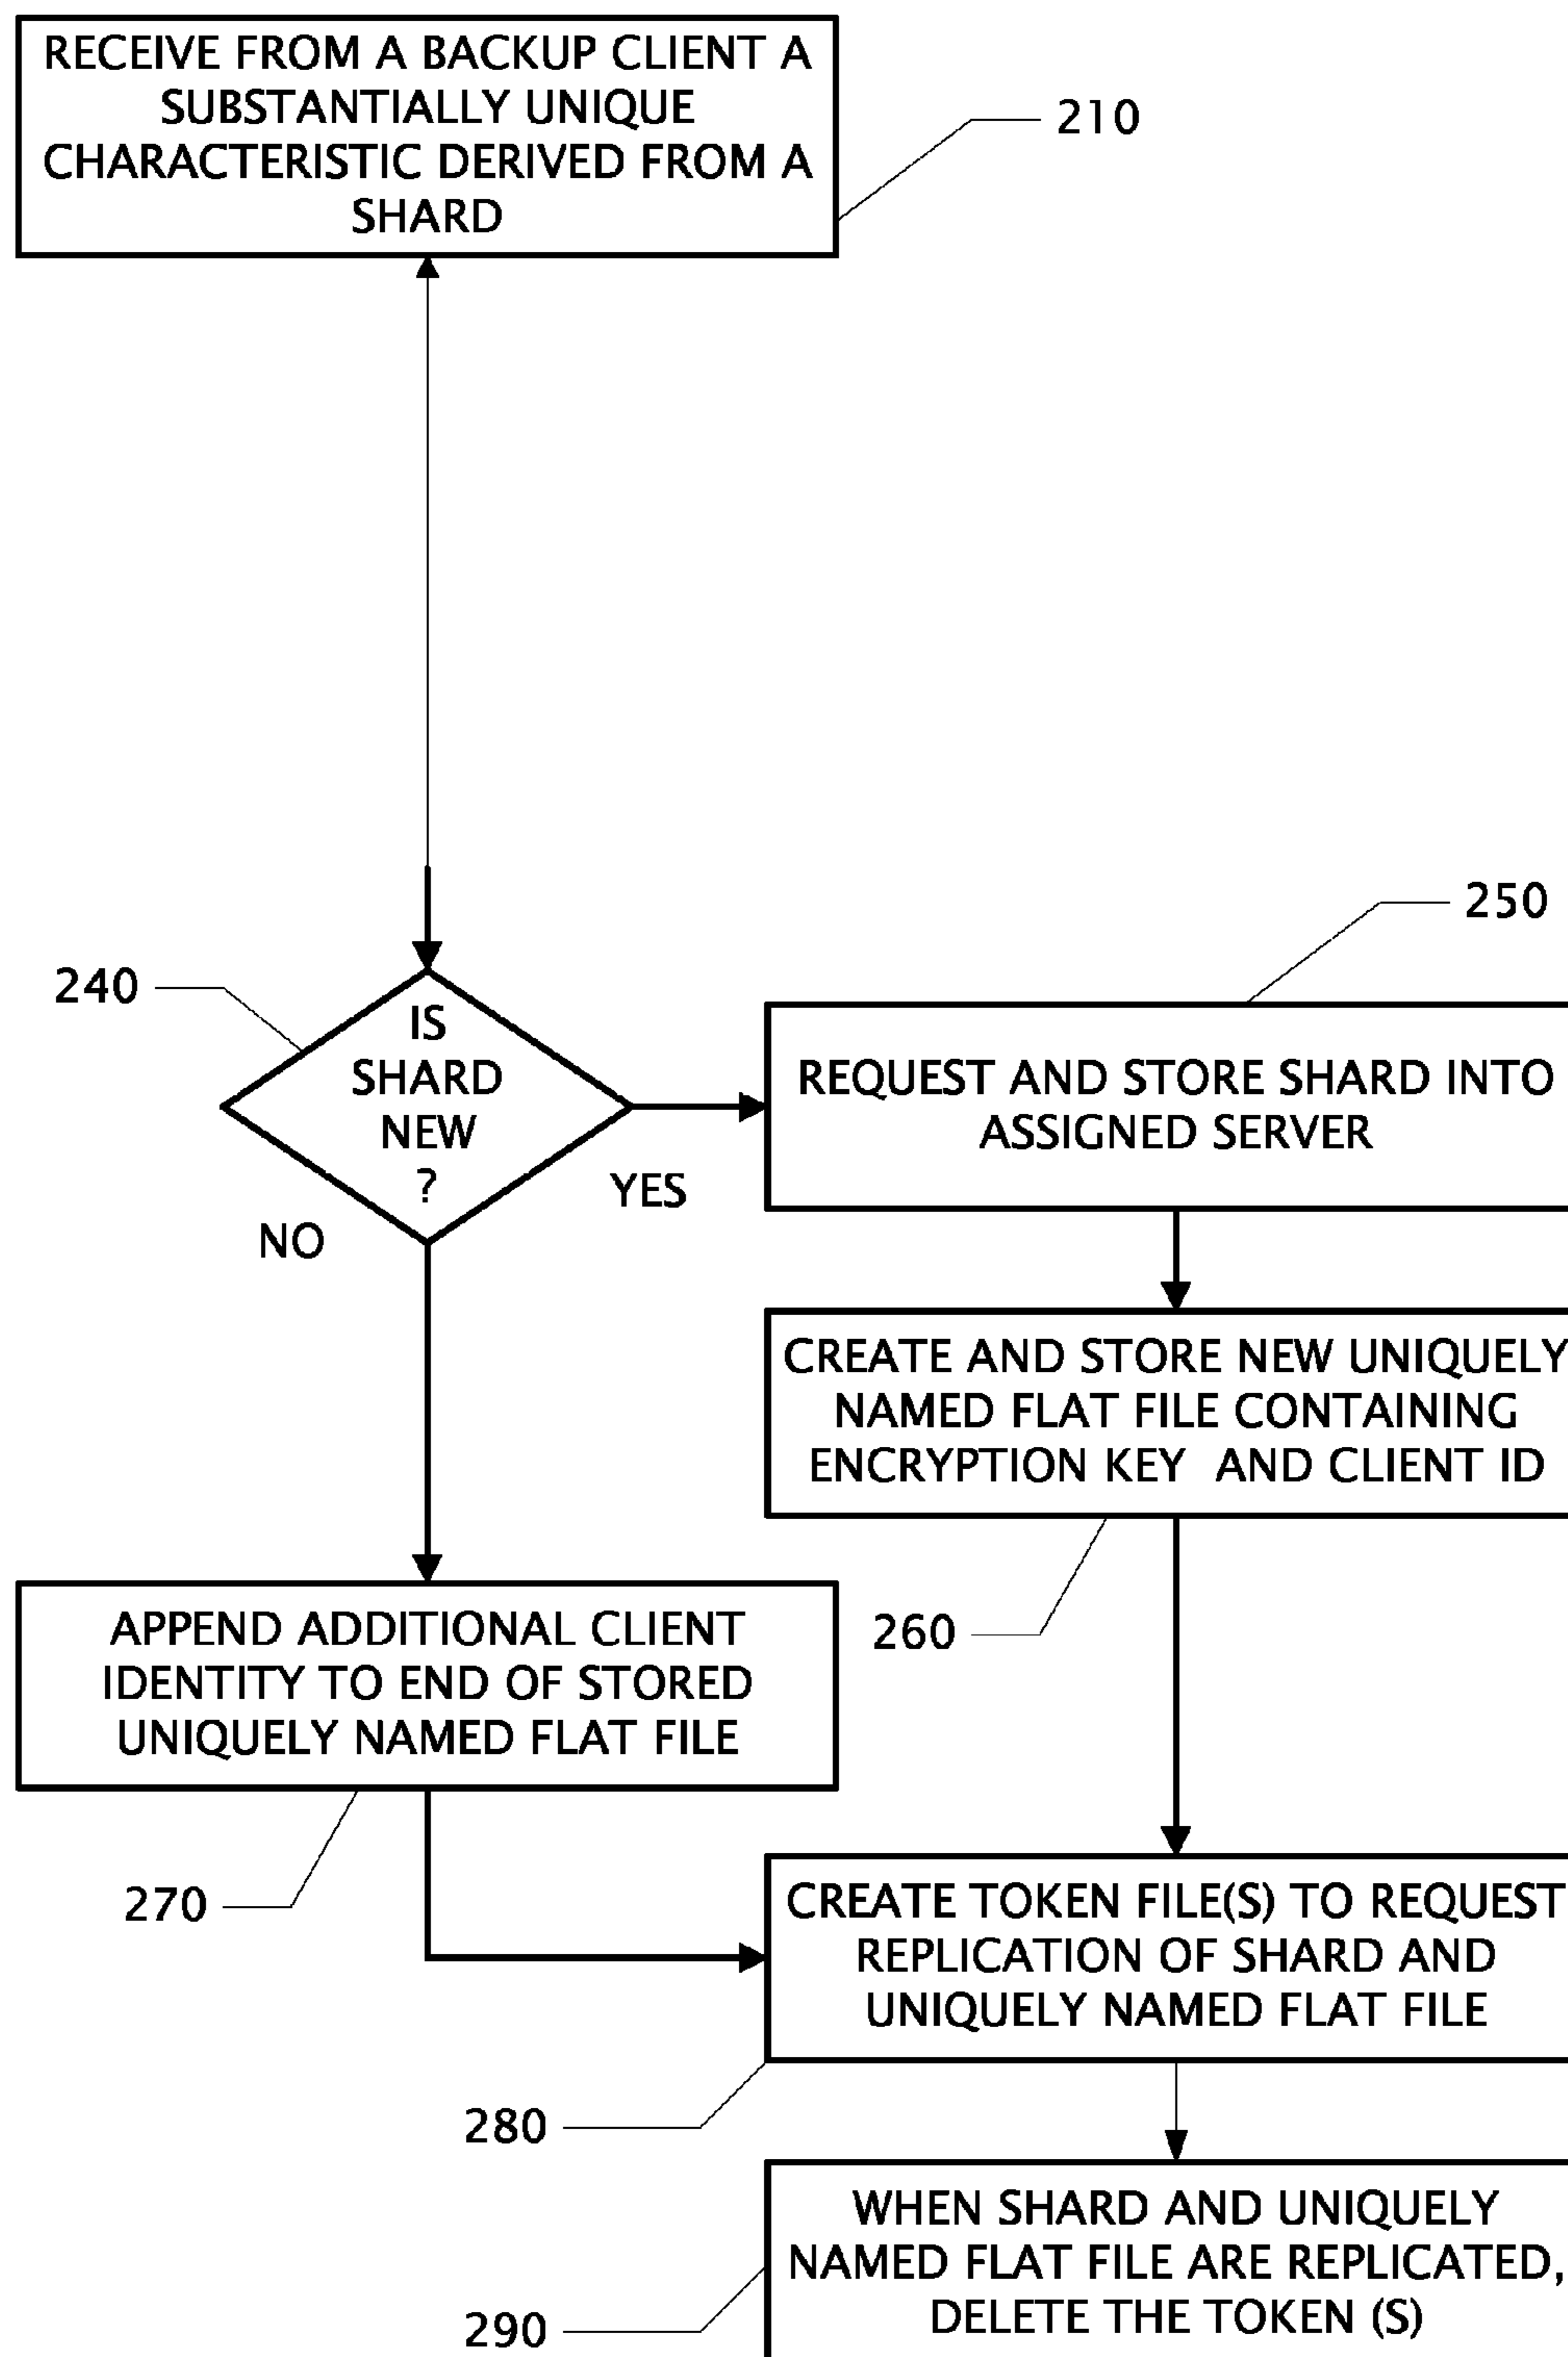 RECEIVE FROM A BACKUP CLIENT A
SUBSTANTIALLY UNIQUE
CHARACTERISTIC DERIVED FROM A
SHARD
210
250
240
IS
SHARD
NEW
?
YES
NO
REQUEST AND STORE SHARD INTO
ASSIGNED SERVER
CREATE AND STORE NEW UNIQUELY
NAMED FLAT FILE CONTAINING
ENCRYPTION KEY AND CLIENT ID
260
APPEND ADDITIONAL CLIENT
IDENTITY TO END OF STORED
UNIQUELY NAMED FLAT FILE
270
CREATE TOKEN FILE(S) TO REQUEST
REPLICATION OF SHARD AND
UNIQUELY NAMED FLAT FILE
280
WHEN SHARD AND UNIQUELY
NAMED FLAT FILE ARE REPLICATED,
DELETE THE TOKEN (S)
290